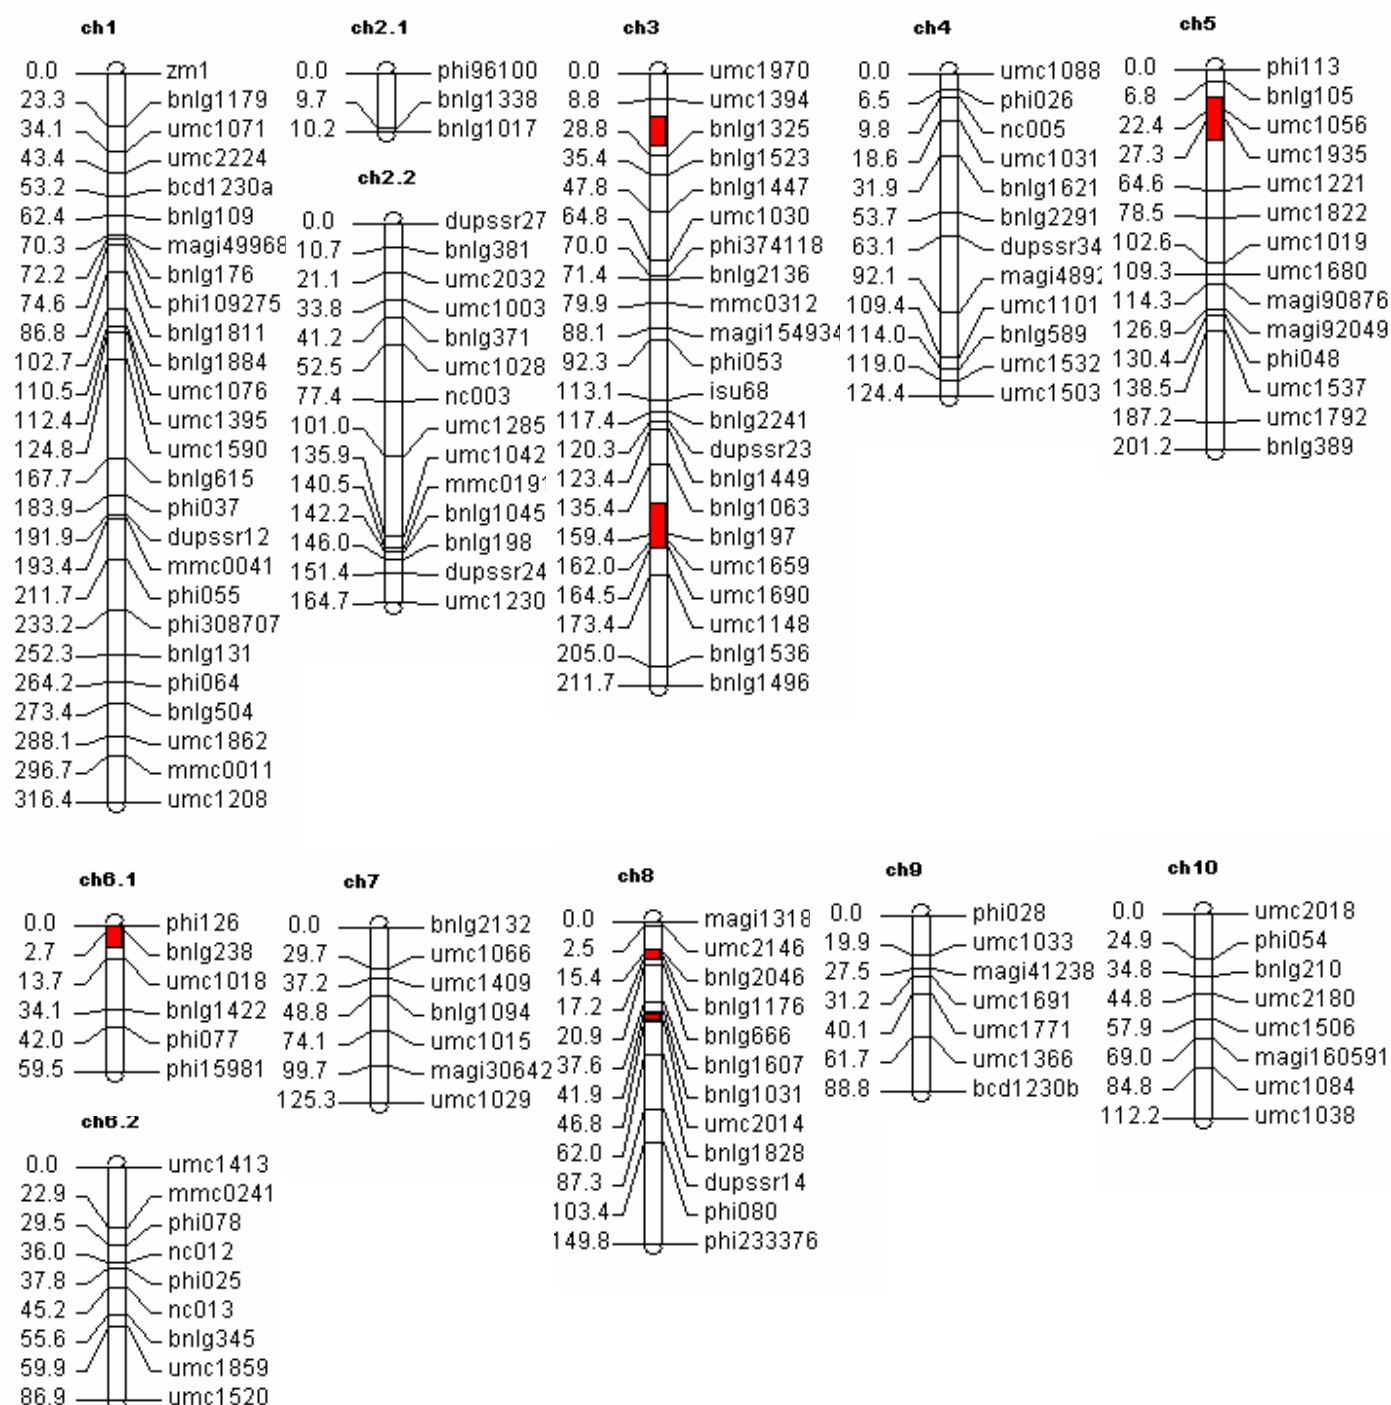 ch1
0.0 zm1
23.3 bnlg1179
34.1 umc1071
43.4 umc2224
53.2 bcd1230a
62.4 bnlg109
70.3 magi49968
72.2 bnlg176
74.6 phi109275
86.8 bnlg1811
102.7 bnlg1884
110.5 umc1076
112.4 umc1395
124.8 umc1590
167.7 bnlg615
183.9 phi037
191.9 dupssr12
193.4 mmc0041
211.7 phi055
233.2 phi308707
252.3 bnlg131
264.2 phi064
273.4 bnlg504
288.1 umc1862
296.7 mmc0011
316.4 umc1208
ch2.1
0.0 phi96100
9.7 bnlg1338
10.2 bnlg1017
ch2.2
0.0 dupssr27
10.7 bnlg381
21.1 umc2032
33.8 umc1003
41.2 bnlg371
52.5 umc1028
77.4 nc003
101.0 umc1285
135.9 umc1042
140.5 mmc0191
142.2 bnlg1045
146.0 bnlg198
151.4 dupssr24
164.7 umc1230
ch3
0.0 umc1970
8.8 umc1394
28.8 bnlg1325
35.4 bnlg1523
47.8 bnlg1447
64.8 umc1030
70.0 phi374118
71.4 bnlg2136
79.9 mmc0312
88.1 magi154934
92.3 phi053
113.1 isu68
117.4 bnlg2241
120.3 dupssr23
123.4 bnlg1449
135.4 bnlg1063
159.4 bnlg197
162.0 umc1659
164.5 umc1690
173.4 umc1148
205.0 bnlg1536
211.7 bnlg1496
ch4
0.0 umc1088
6.5 phi026
9.8 nc005
18.6 umc1031
31.9 bnlg1621
53.7 bnlg2291
63.1 dupssr34
92.1 magi4892
109.4 umc1101
114.0 bnlg589
119.0 umc1532
124.4 umc1503
ch5
0.0 phi113
6.8 bnlg105
22.4 umc1056
27.3 umc1935
64.6 umc1221
78.5 umc1822
102.6 umc1019
109.3 umc1680
114.3 magi90876
126.9 magi92049
130.4 phi048
138.5 umc1537
187.2 umc1792
201.2 bnlg389
ch6.1
0.0 phi126
2.7 bnlg238
13.7 umc1018
34.1 bnlg1422
42.0 phi077
59.5 phi15981
ch6.2
0.0 umc1413
22.9 mmc0241
29.5 phi078
36.0 nc012
37.8 phi025
45.2 nc013
55.6 bnlg345
59.9 umc1859
86.9 umc1520
ch7
0.0 bnlg2132
29.7 umc1066
37.2 umc1409
48.8 bnlg1094
74.1 umc1015
99.7 magi30642
125.3 umc1029
ch8
0.0 magi1318
2.5 umc2146
15.4 bnlg2046
17.2 bnlg1176
20.9 bnlg666
37.6 bnlg1607
41.9 bnlg1031
46.8 umc2014
62.0 bnlg1828
87.3 dupssr14
103.4 phi080
149.8 phi233376
ch9
0.0 phi028
19.9 umc1033
27.5 magi41238
31.2 umc1691
40.1 umc1771
61.7 umc1366
88.8 bcd1230b
ch10
0.0 umc2018
24.9 phi054
34.8 bnlg210
44.8 umc2180
57.9 umc1506
69.0 magi160591
84.8 umc1084
112.2 umc1038